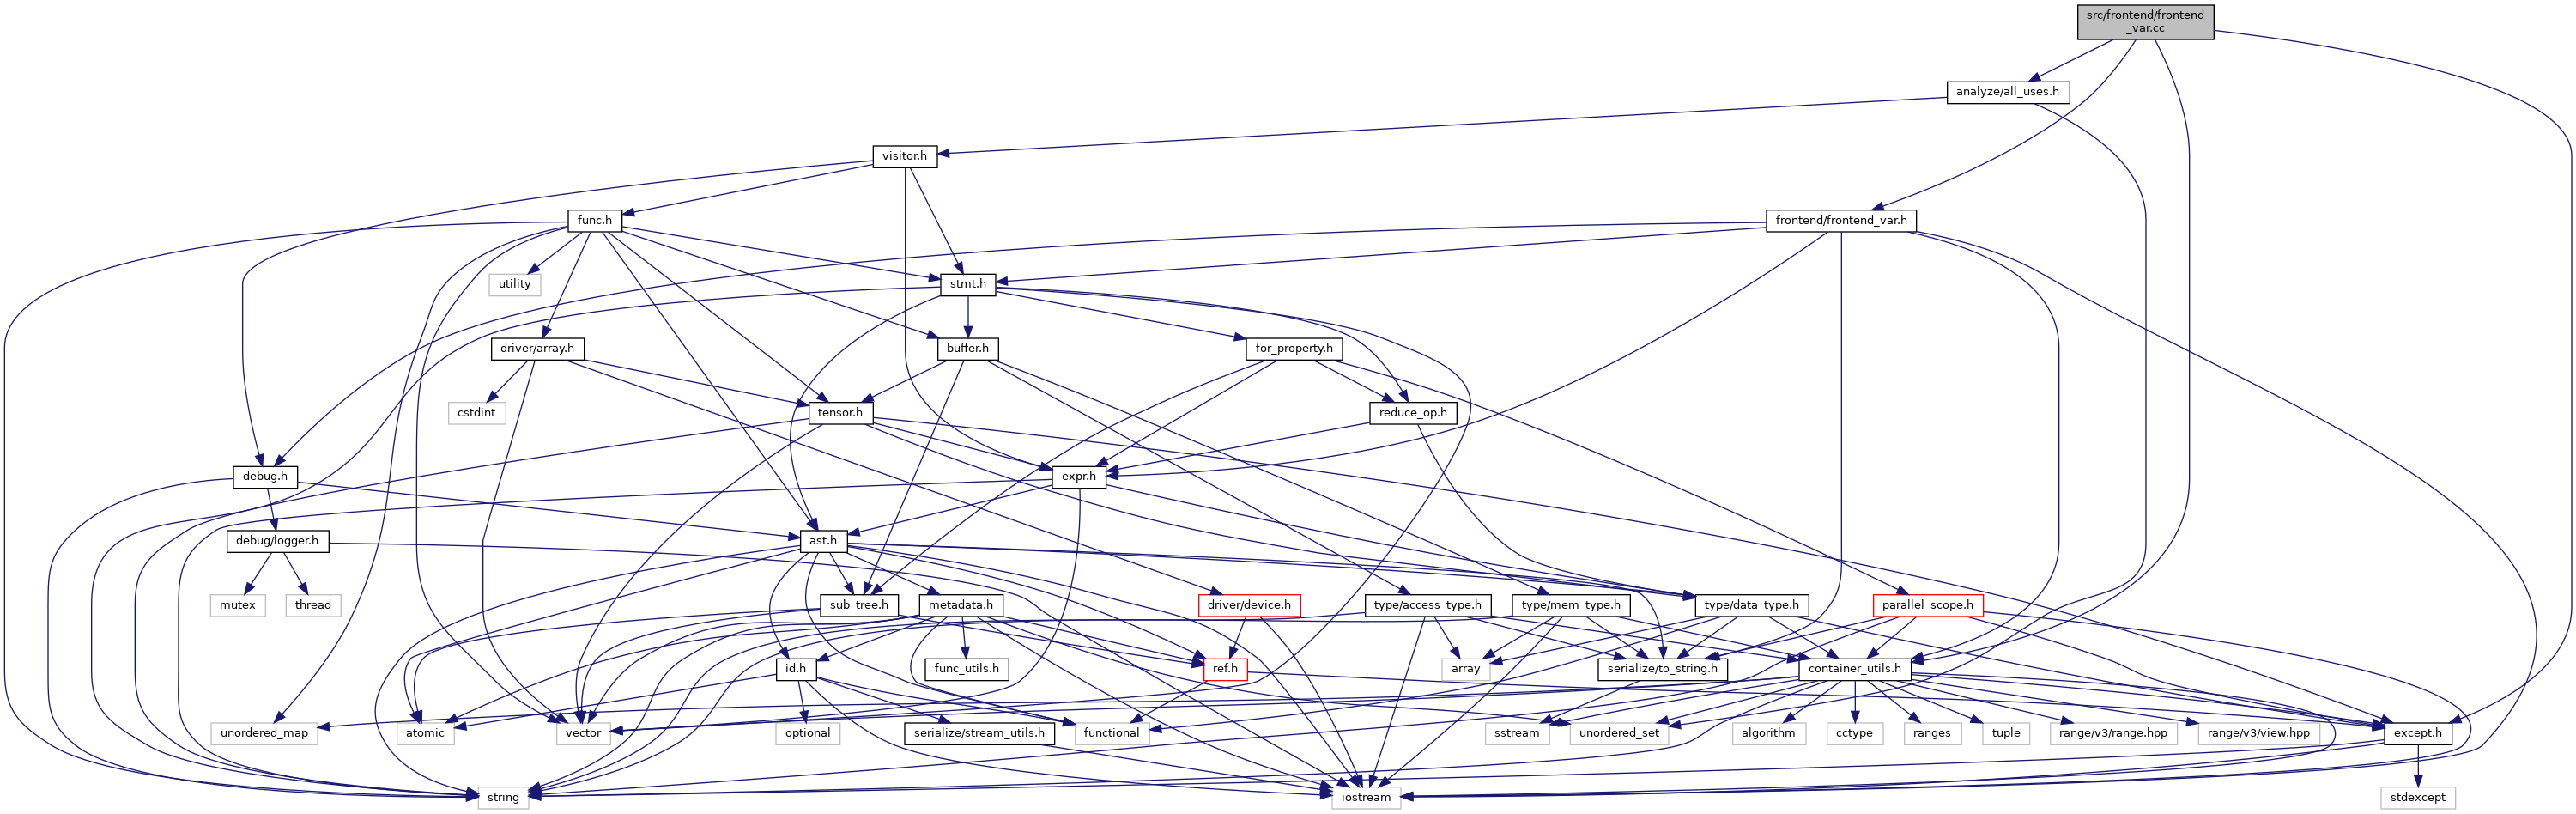 src/frontend/frontend
_var.cc
analyze/all_uses.h
visitor.h
func.h
frontend/frontend_var.h
utility
stmt.h
driver/array.h
buffer.h
for_property.h
cstdint
tensor.h
reduce_op.h
debug.h
expr.h
debug/logger.h
ast.h
mutex
thread
sub_tree.h
metadata.h
driver/device.h
type/access_type.h
type/mem_type.h
type/data_type.h
parallel_scope.h
id.h
func_utils.h
ref.h
array
serialize/to_string.h
container_utils.h
unordered_map
atomic
vector
optional
serialize/stream_utils.h
functional
sstream
unordered_set
algorithm
cctype
ranges
tuple
range/v3/range.hpp
range/v3/view.hpp
except.h
string
iostream
stdexcept